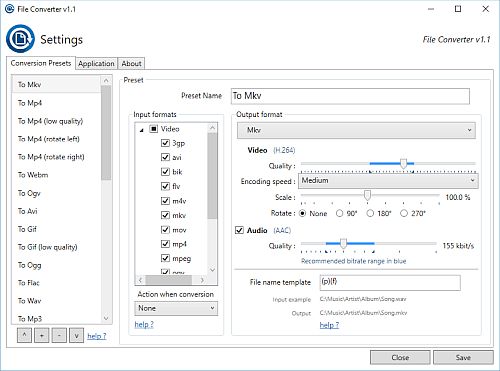 File Converter v1.1
Settings
File Converter v1.1
Conversion Presets Application About
To Mkv
To Mp4
To Mp4 (low quality)
To Mp4 (rotate left)
To Mp4 (rotate right)
To Webm
To Ogv
To Avi
To Gif
To Gif (low quality)
To Ogg
To Flac
To Wav
To Mp3
^ + - v help ?
Preset
Preset Name To Mkv
Input formats
Video
3gp
avi
bik
flv
m4v
mkv
mov
mp4
mpeg
Action when conversion
None
help ?
Output format
Mkv
Video (H.264)
Quality :
Encoding speed : Medium
Scale : 100.0 %
Rotate : None 90° 180° 270°
Audio (AAC)
Quality : 155 kbit/s
Recommended bitrate range in blue
File name template (p)(f)
Input example C:\Music\Artist\Album\Song.wav
Output C:\Music\Artist\Album\Song.mkv
help ?
Close Save